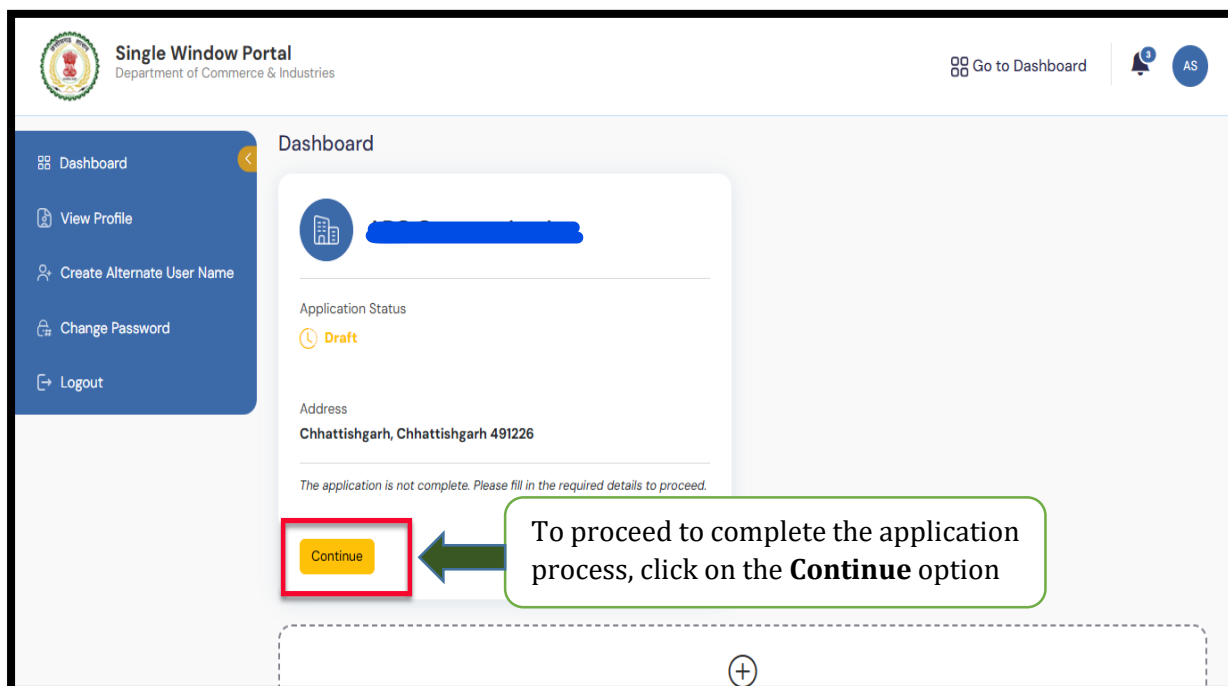 Single Window Portal
Department of Commerce & Industries
Go to Dashboard
3
AS
Dashboard
View Profile
Create Alternate User Name
Change Password
Logout
Dashboard
Application Status
Draft
Address
Chhattishgarh, Chhattishgarh 491226
The application is not complete. Please fill in the required details to proceed.
Continue
To proceed to complete the application
process, click on the Continue option